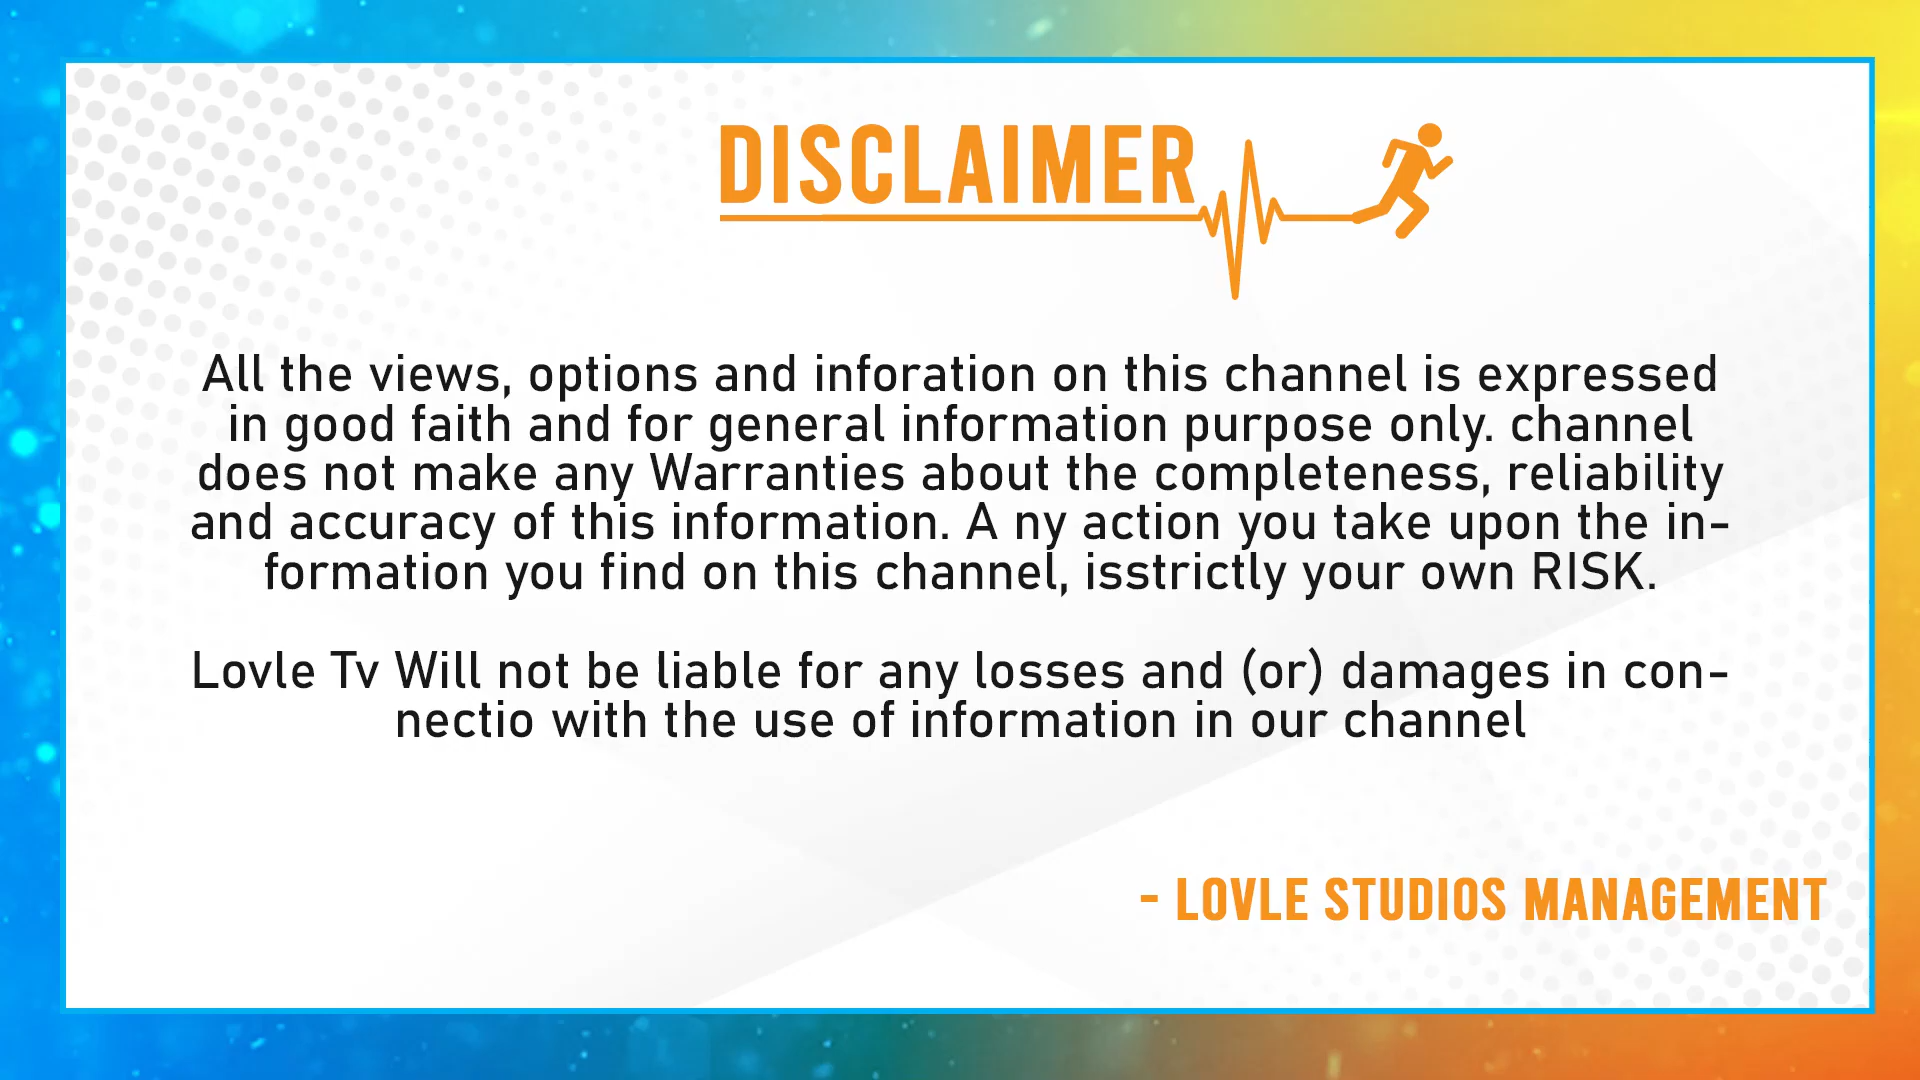 DISCLAIMER
All the views, options and inforation on this channel is expressed
in good faith and for general information purpose only. channel
does not make any Warranties about the completeness, reliability
and accuracy of this information. A ny action you take upon the in-
formation you find on this channel, isstrictly your own RISK.
Lovle Tv Will not be liable for any losses and (or) damages in con-
nectio with the use of information in our channel
- LOVLE STUDIOS MANAGEMENT